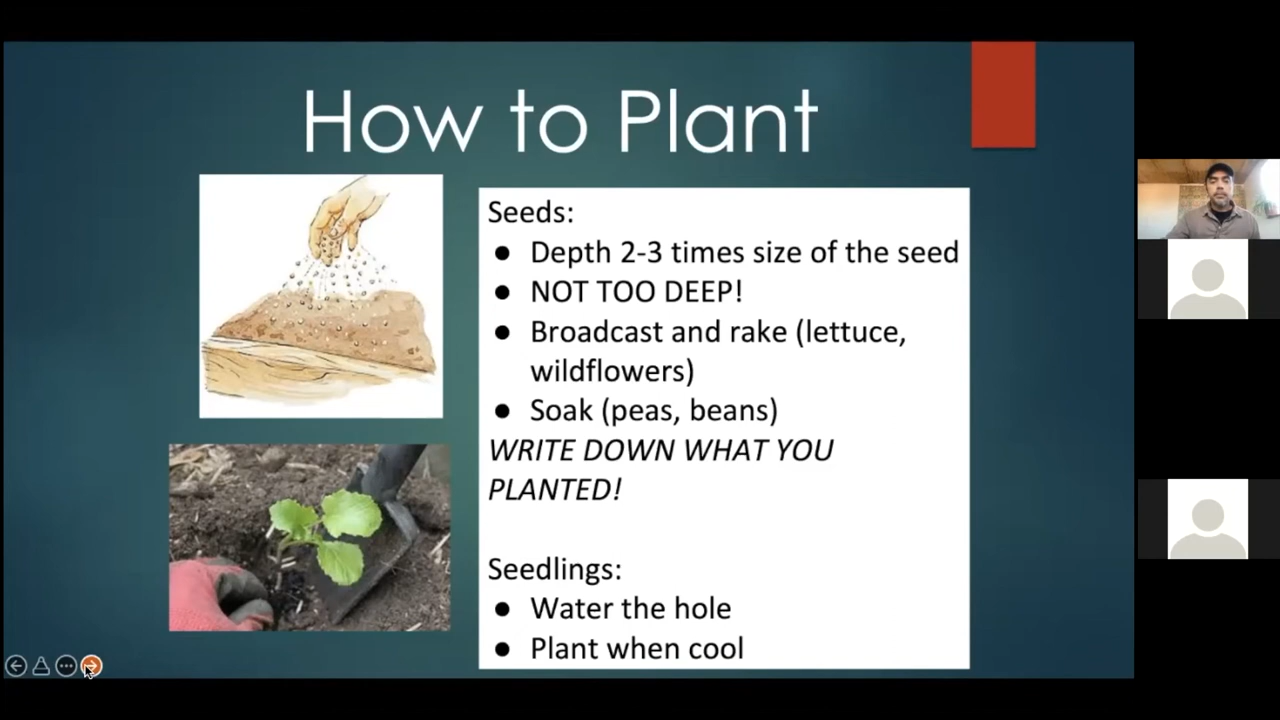 How to Plant
Seeds:
● Depth 2-3 times size of the seed
● NOT TOO DEEP!
● Broadcast and rake (lettuce,
wildflowers)
● Soak (peas, beans)
WRITE DOWN WHAT YOU
PLANTED!
Seedlings:
● Water the hole
● Plant when cool